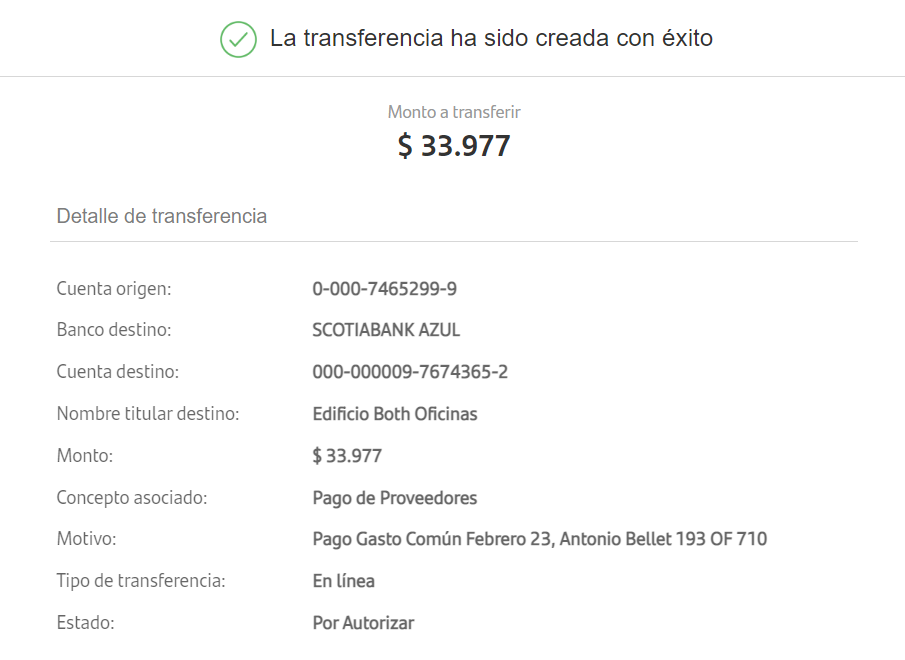 La transferencia ha sido creada con éxito
Monto a transferir
$ 33.977
Detalle de transferencia
Cuenta origen: 0-000-7465299-9
Banco destino: SCOTIABANK AZUL
Cuenta destino: 000-000009-7674365-2
Nombre titular destino: Edificio Both Oficinas
Monto: $ 33.977
Concepto asociado: Pago de Proveedores
Motivo: Pago Gasto Común Febrero 23, Antonio Bellet 193 OF 710
Tipo de transferencia: En línea
Estado: Por Autorizar